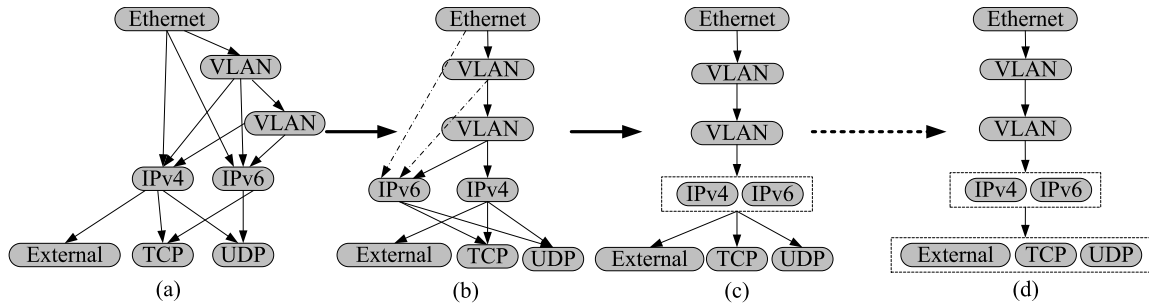 Ethernet
VLAN
VLAN
IPv4 IPv6
External TCP UDP
(a)
Ethernet
VLAN
VLAN
IPv6 IPv4
External TCP UDP
(b)
Ethernet
VLAN
VLAN
IPv4 IPv6
External TCP UDP
(c)
Ethernet
VLAN
VLAN
IPv4 IPv6
External TCP UDP
(d)